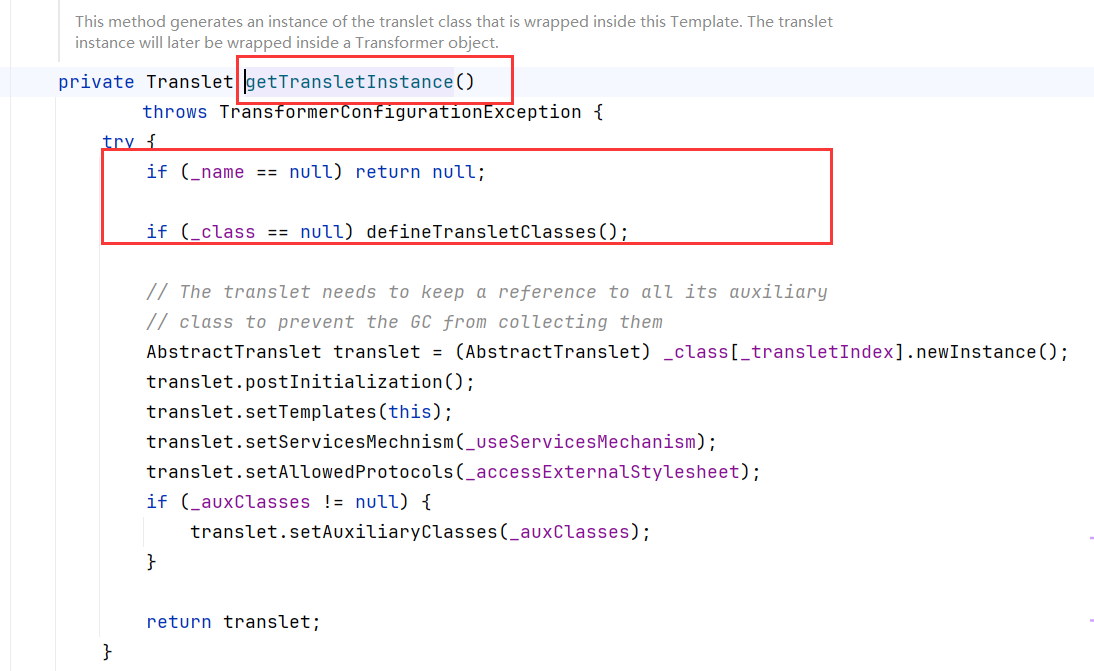 This method generates an instance of the translet class that is wrapped inside this Template. The translet
instance will later be wrapped inside a Transformer object.
private Translet getTransletInstance()
throws TransformerConfigurationException {
try {
if (_name == null) return null;
if (_class == null) defineTransletClasses();
// The translet needs to keep a reference to all its auxiliary
// class to prevent the GC from collecting them
AbstractTranslet translet = (AbstractTranslet) _class[_transletIndex].newInstance();
translet.postInitialization();
translet.setTemplates(this);
translet.setServicesMechnism(_useServicesMechanism);
translet.setAllowedProtocols(_accessExternalStylesheet);
if (_auxClasses != null) {
translet.setAuxiliaryClasses(_auxClasses);
}
return translet;
}